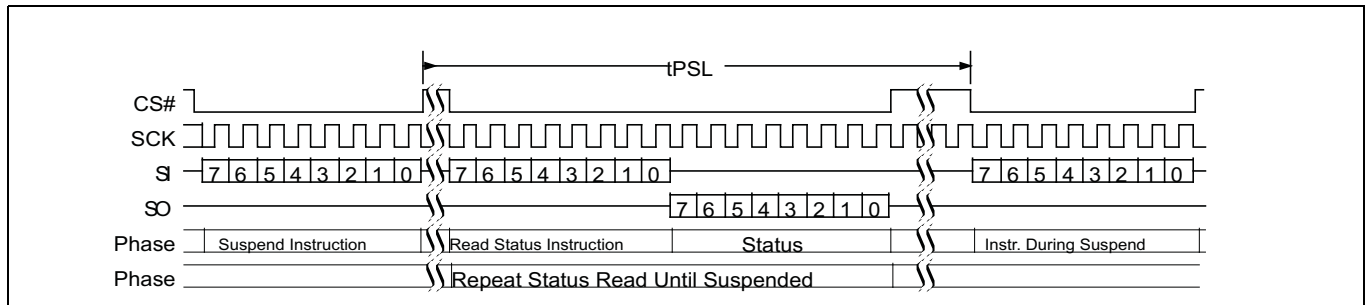 tPSL
CS#
SCK
SI 7 6 5 4 3 2 1 0 7 6 5 4 3 2 1 0 7 6 5 4 3 2 1 0
SO 7 6 5 4 3 2 1 0
Phase Suspend Instruction Read Status Instruction Status Instr. During Suspend
Phase Repeat Status Read Until Suspended